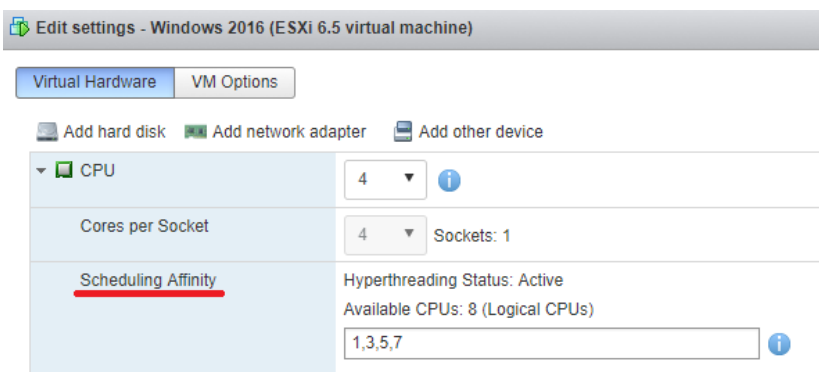 Edit settings - Windows 2016 (ESXi 6.5 virtual machine)
Virtual Hardware VM Options
Add hard disk Add network adapter Add other device
CPU 4
Cores per Socket 4 Sockets: 1
Scheduling Affinity Hyperthreading Status: Active
Available CPUs: 8 (Logical CPUs)
1,3,5,7